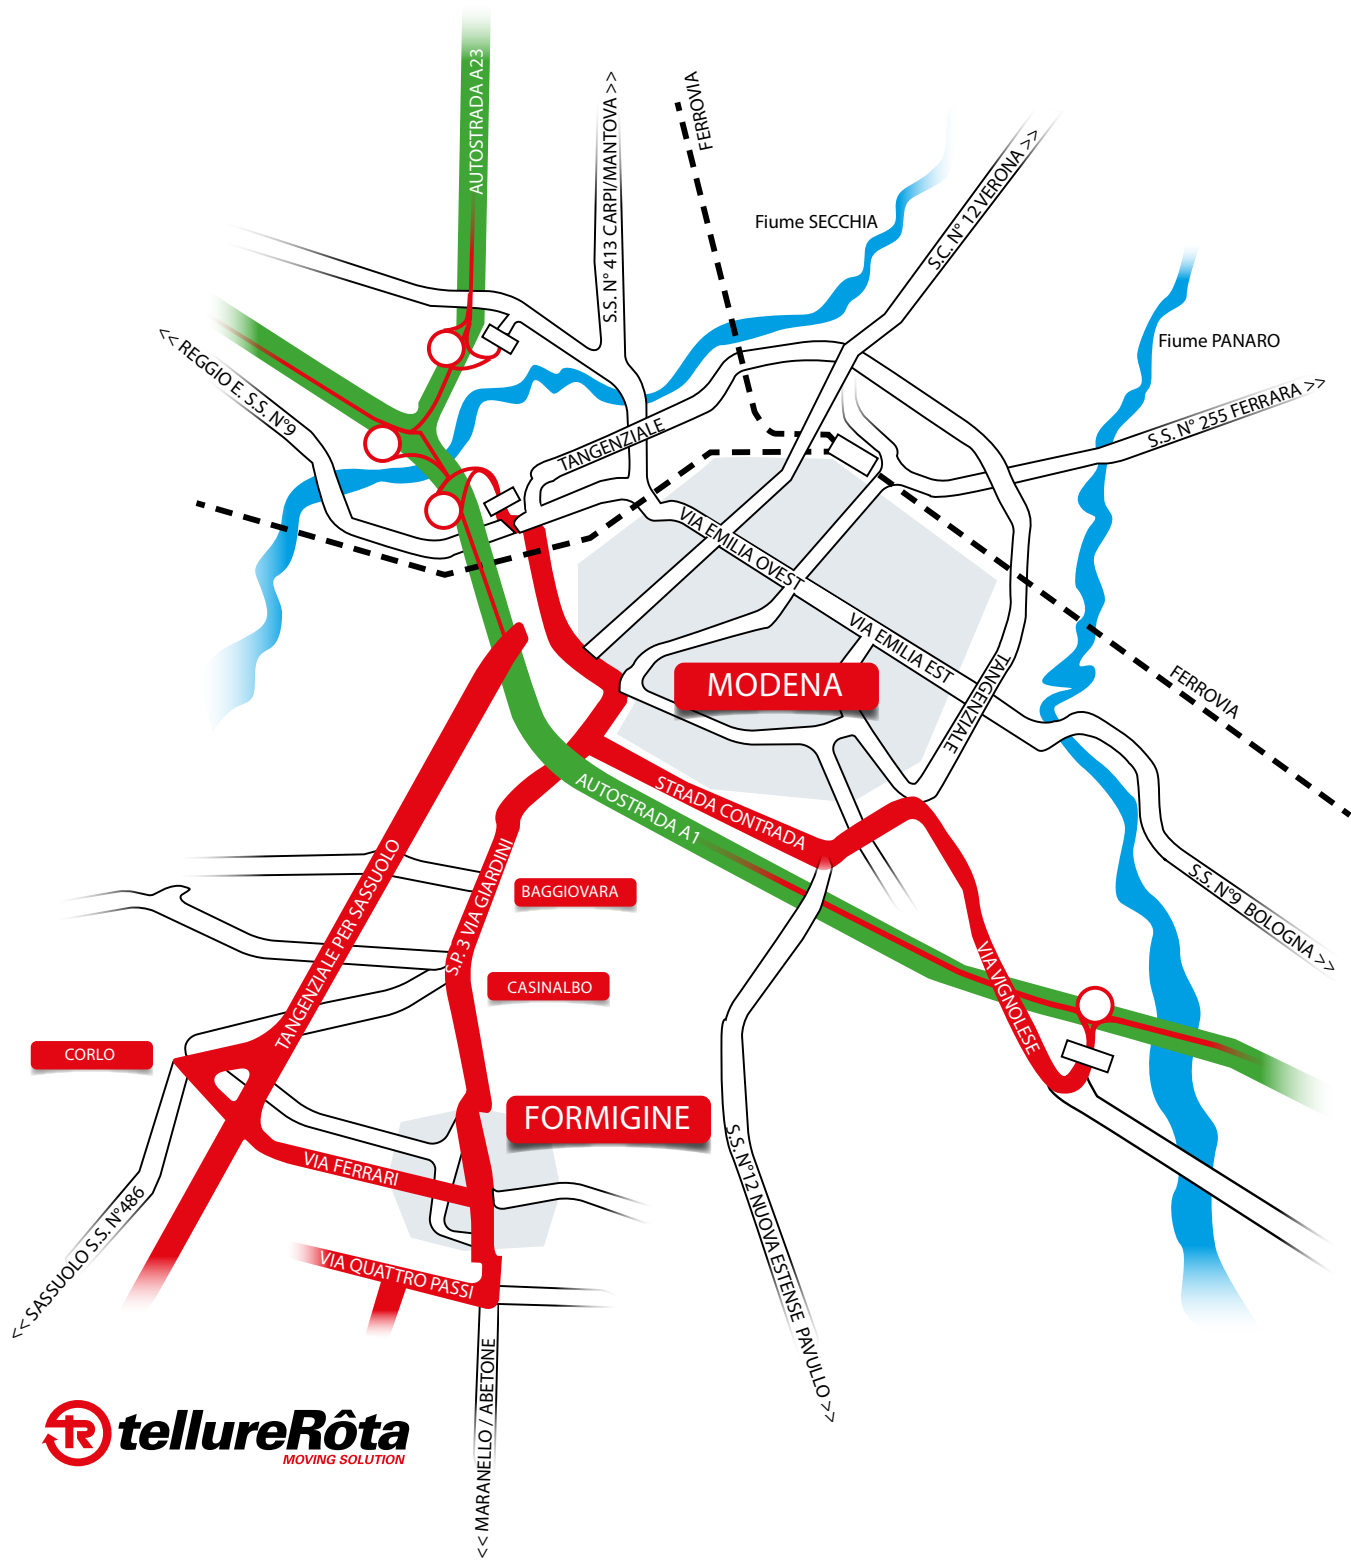 AUTOSTRADA A23
S.S. N° 413 CARPI/MANTOVA >>
FERROVIA
S.C. N° 12 VERONA >>
Fiume SECCHIA
Fiume PANARO
<< REGGIO E. S.S. N°9
S.S. N° 255 FERRARA >>
TANGENZIALE
VIA EMILIA OVEST
VIA EMILIA EST
TANGENZIALE
FERROVIA
MODENA
AUTOSTRADA A1
STRADA CONTRADA
TANGENZIALE PER SASSUOLO
S.P. 3 VIA GIARDINI
BAGGIOVARA
S.S. N°9 BOLOGNA >>
CASINALBO
VIA VIGNOLESE
CORLO
FORMIGINE
VIA FERRARI
S.S. N°12 NUOVA ESTENSE PAVULLO >>
<< SASSUOLO S.S. N°486
VIA QUATTRO PASSI
<< MARANELLO / ABETONE
TR
tellureRôta
MOVING SOLUTION